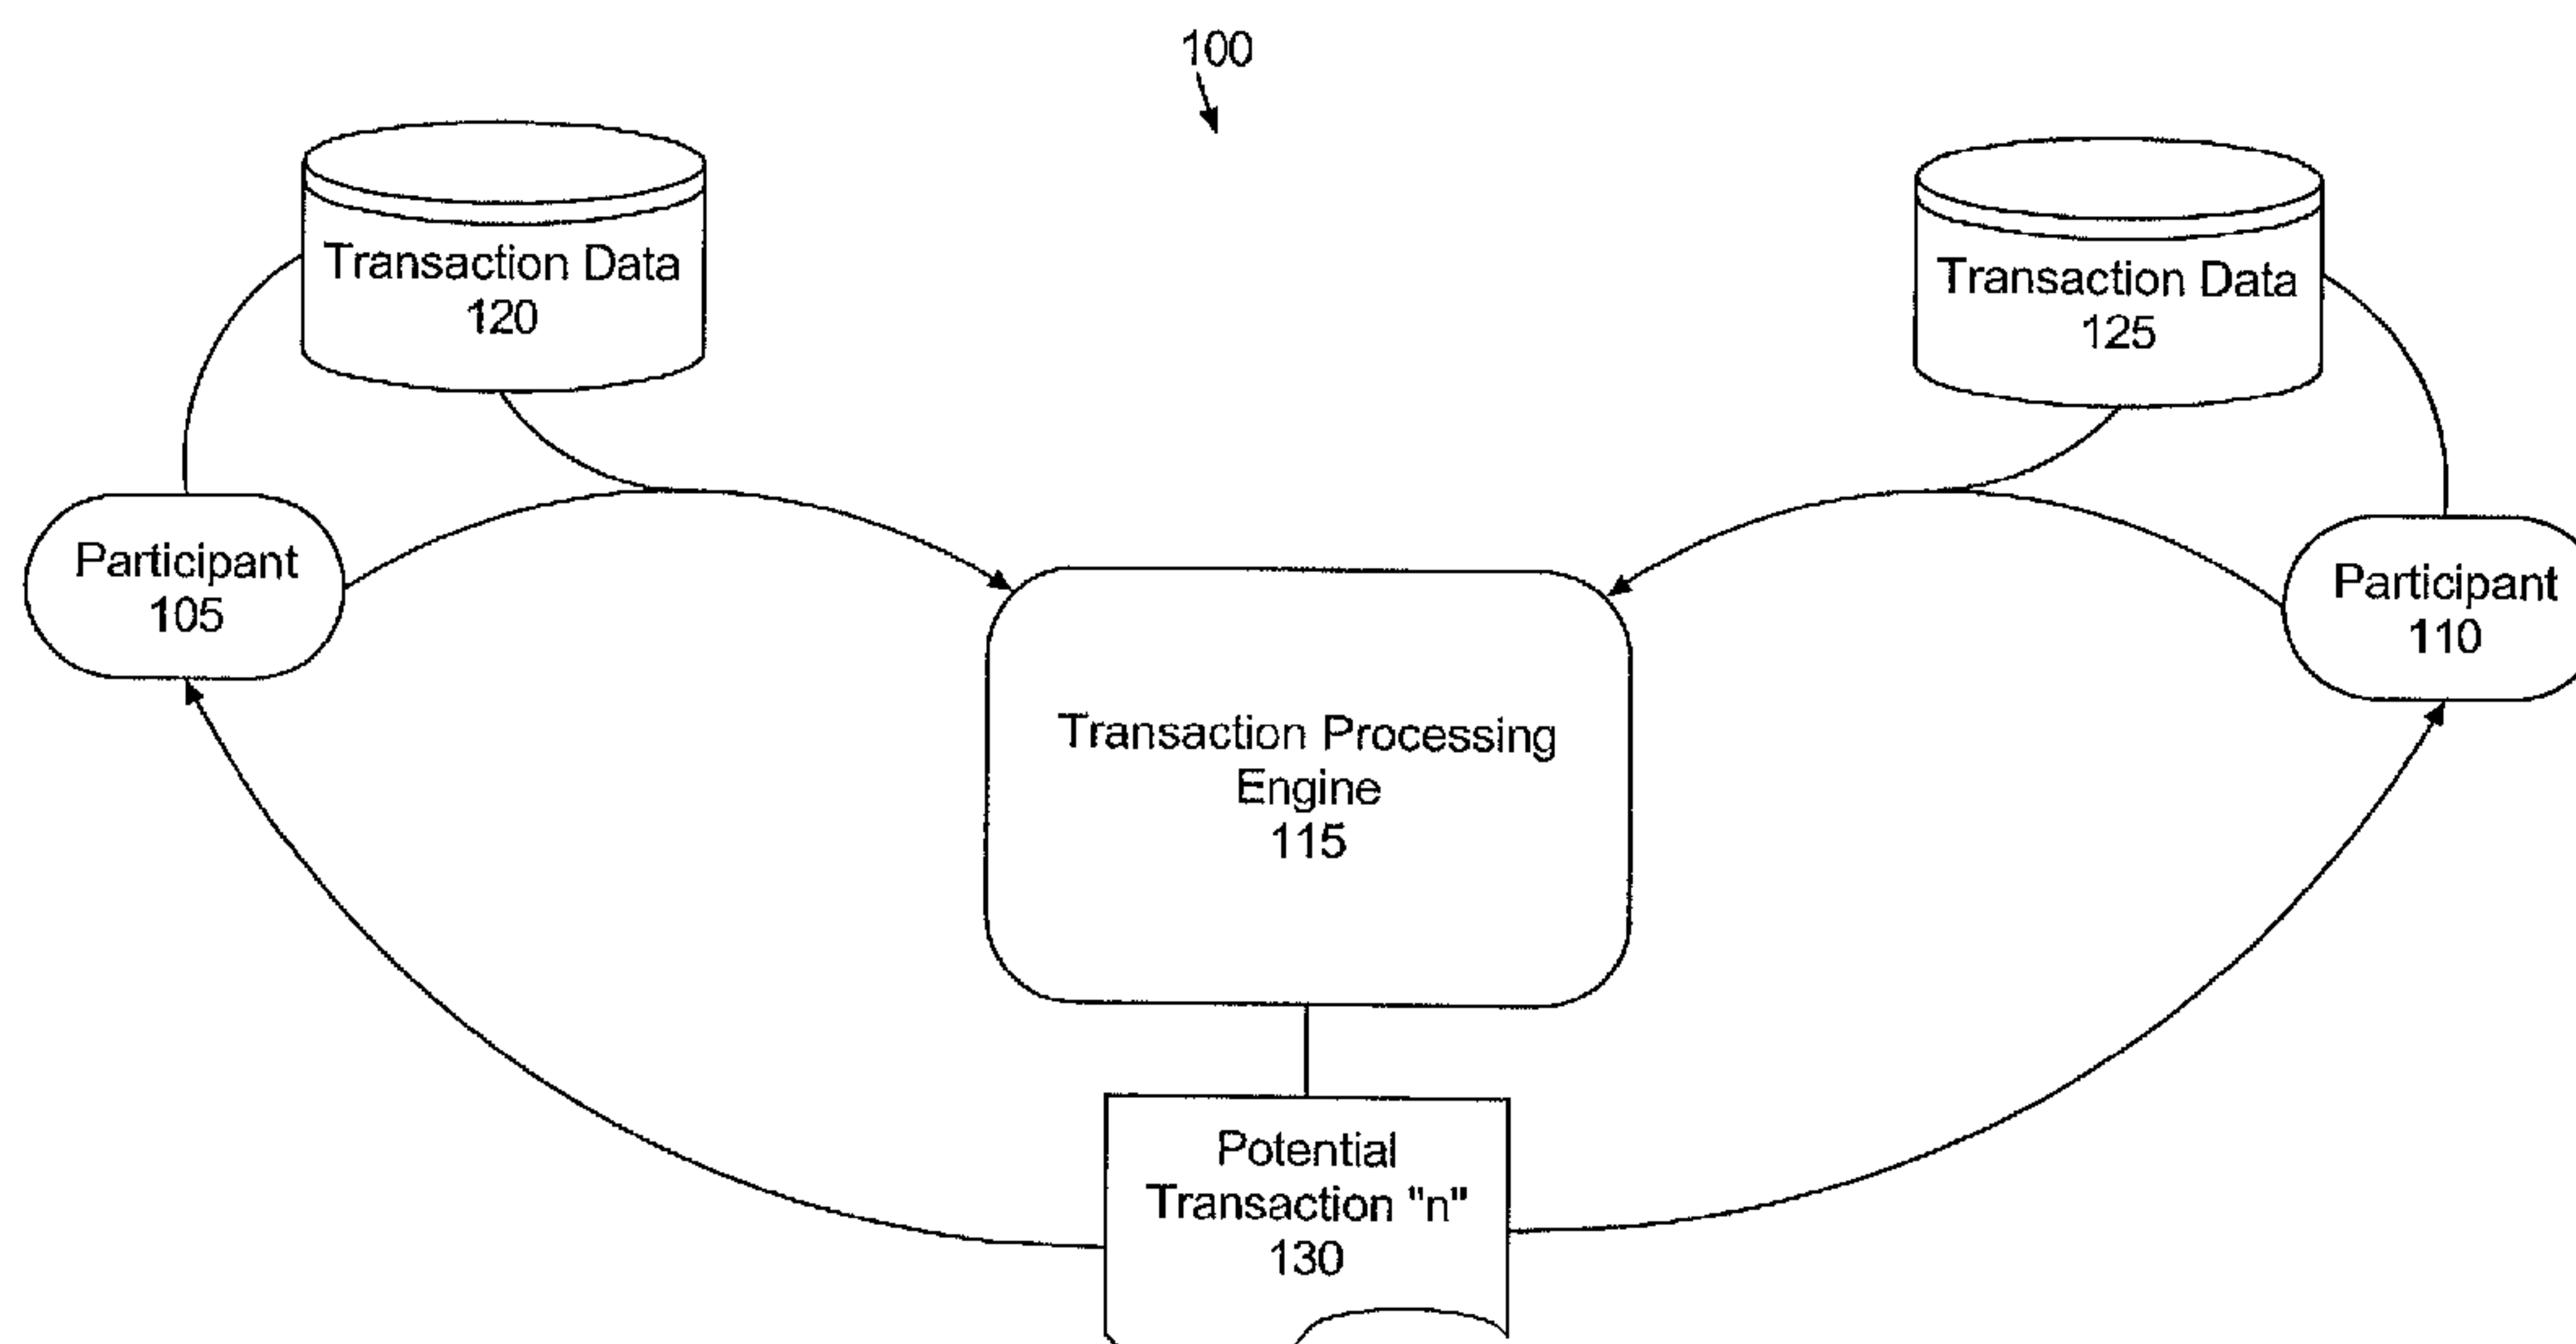 100
Transaction Data
120
Transaction Data
125
Participant
105
Participant
110
Transaction Processing
Engine
115
Potential
Transaction "n"
130